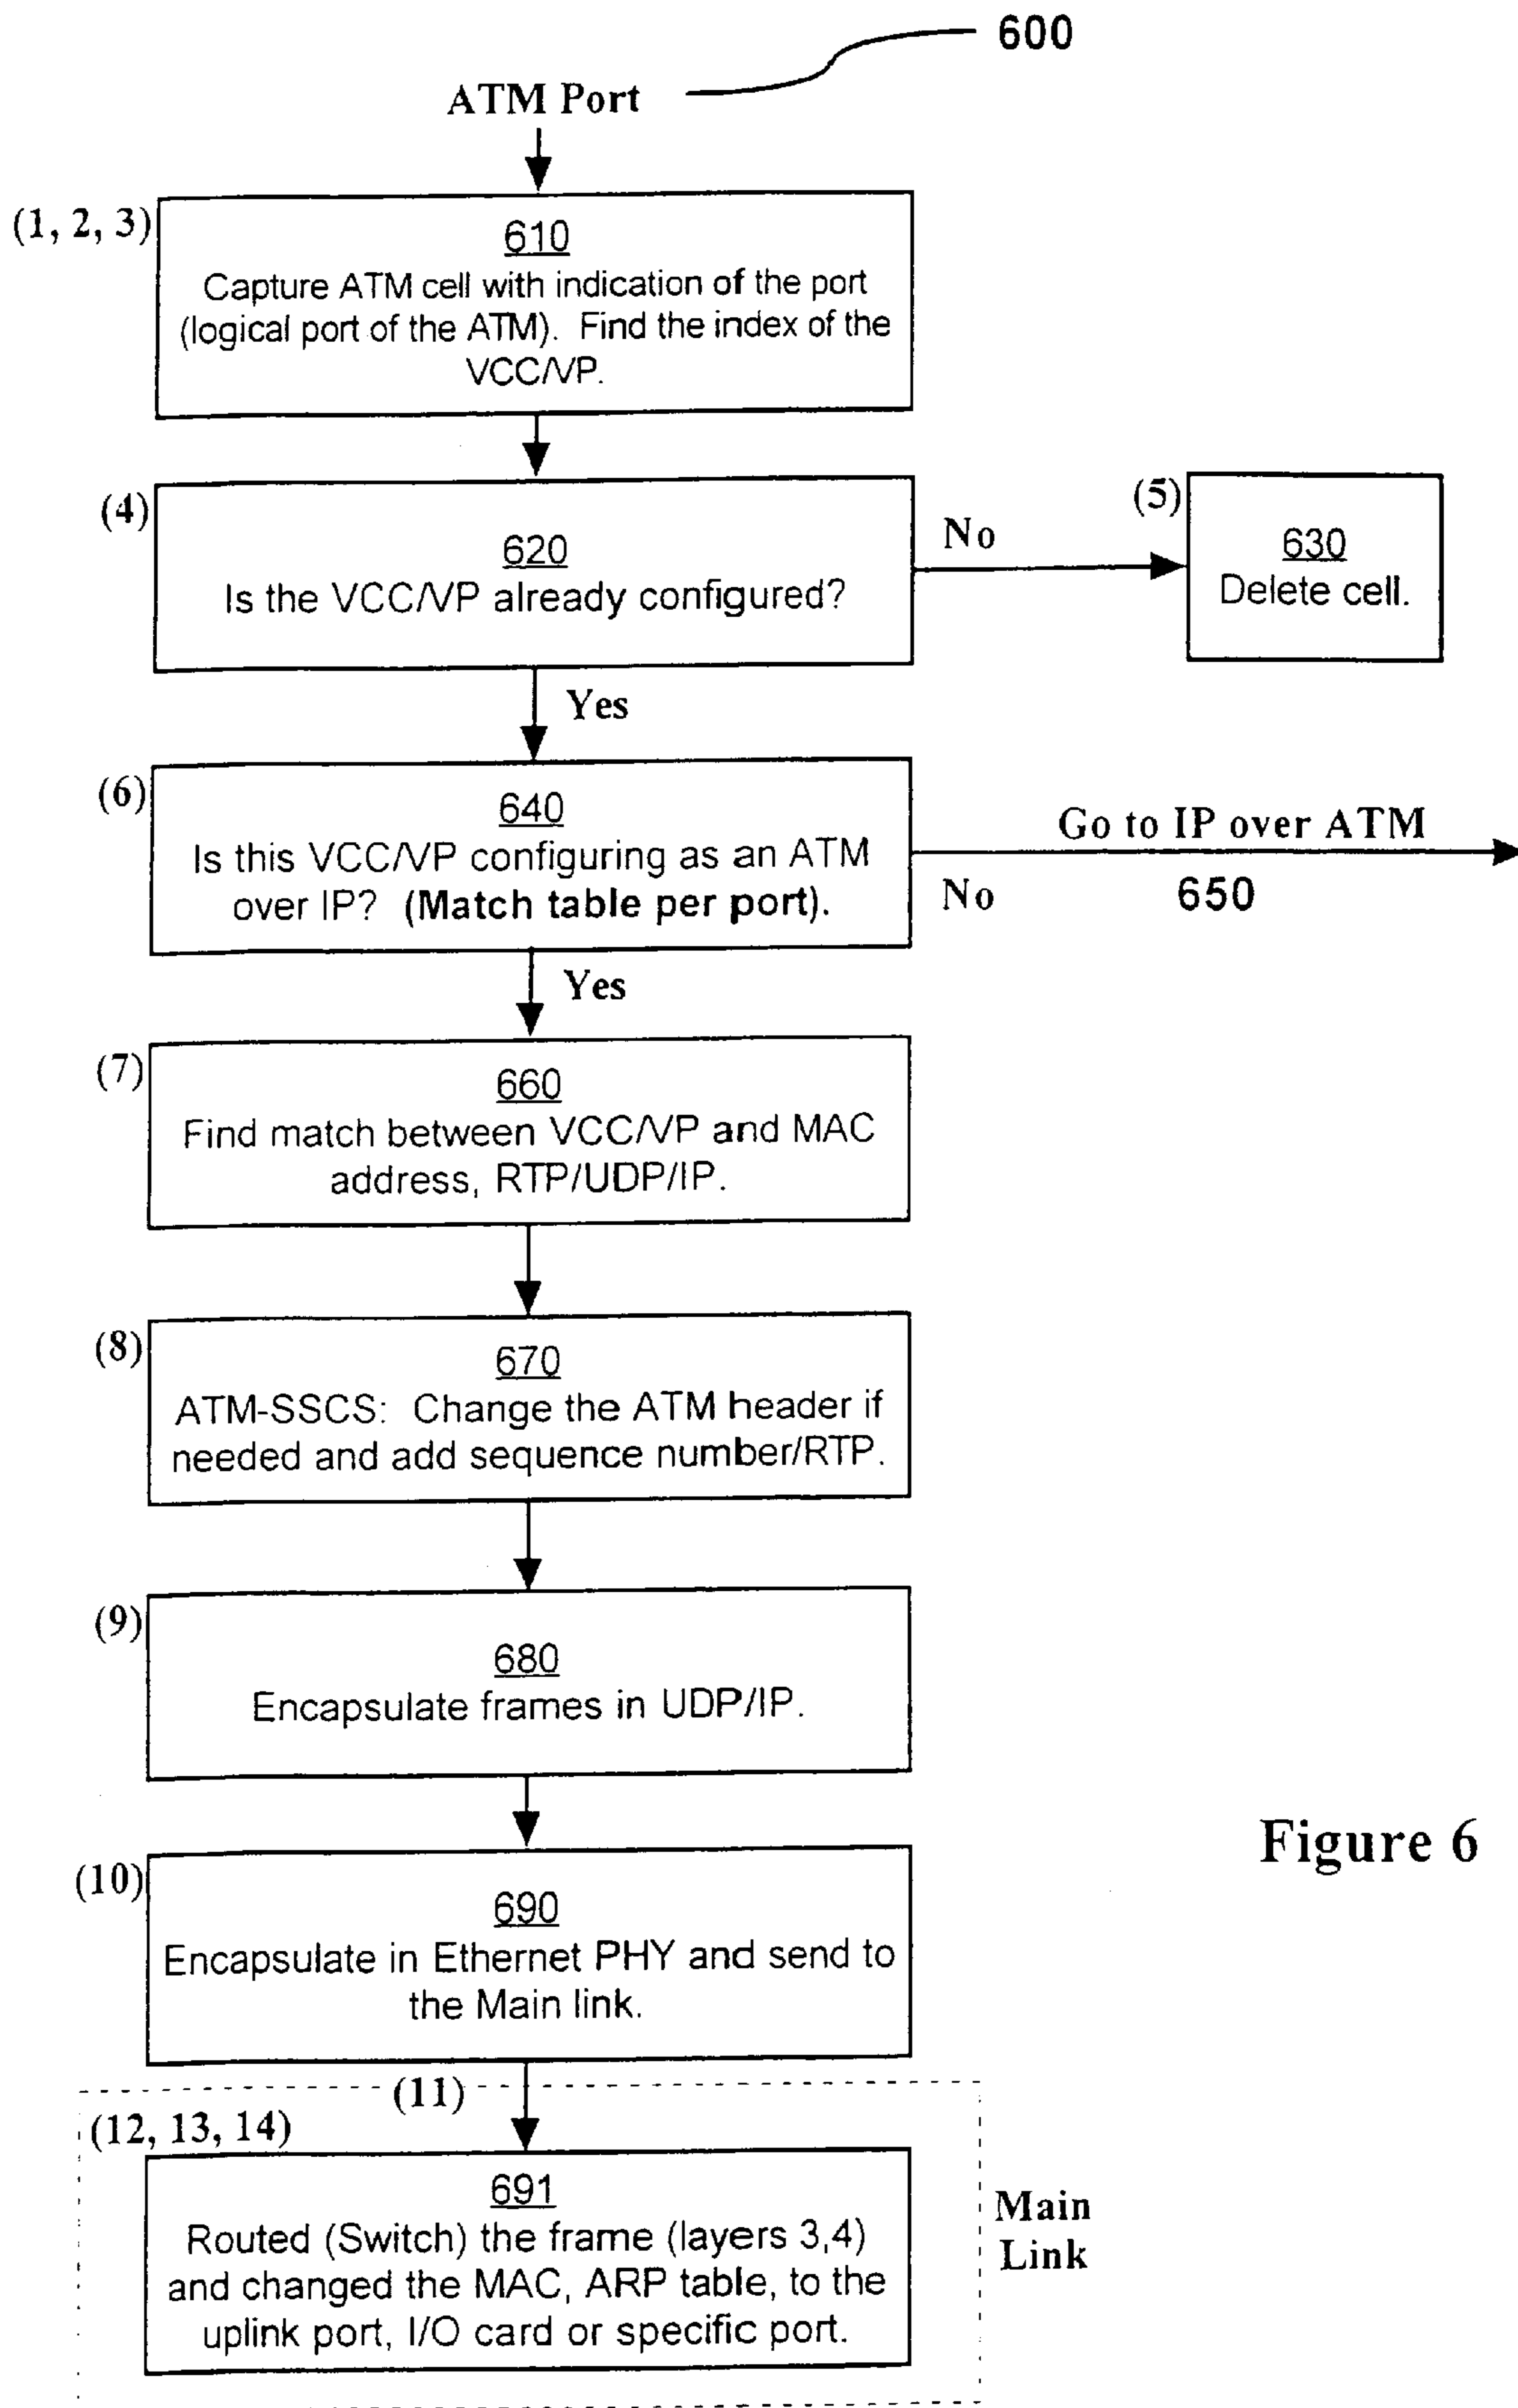 600
ATM Port
(1, 2, 3)
610
Capture ATM cell with indication of the port
(logical port of the ATM). Find the index of the
VCC/VP.
(4)
620
Is the VCC/VP already configured?
No
(5)
630
Delete cell.
Yes
(6)
640
Is this VCC/VP configuring as an ATM
over IP? (Match table per port).
Go to IP over ATM
No
650
Yes
(7)
660
Find match between VCC/VP and MAC
address, RTP/UDP/IP.
(8)
670
ATM-SSCS: Change the ATM header if
needed and add sequence number/RTP.
(9)
680
Encapsulate frames in UDP/IP.
Figure 6
(10)
690
Encapsulate in Ethernet PHY and send to
the Main link.
(11)
(12, 13, 14)
691
Routed (Switch) the frame (layers 3,4)
and changed the MAC, ARP table, to the
uplink port, I/O card or specific port.
Main
Link